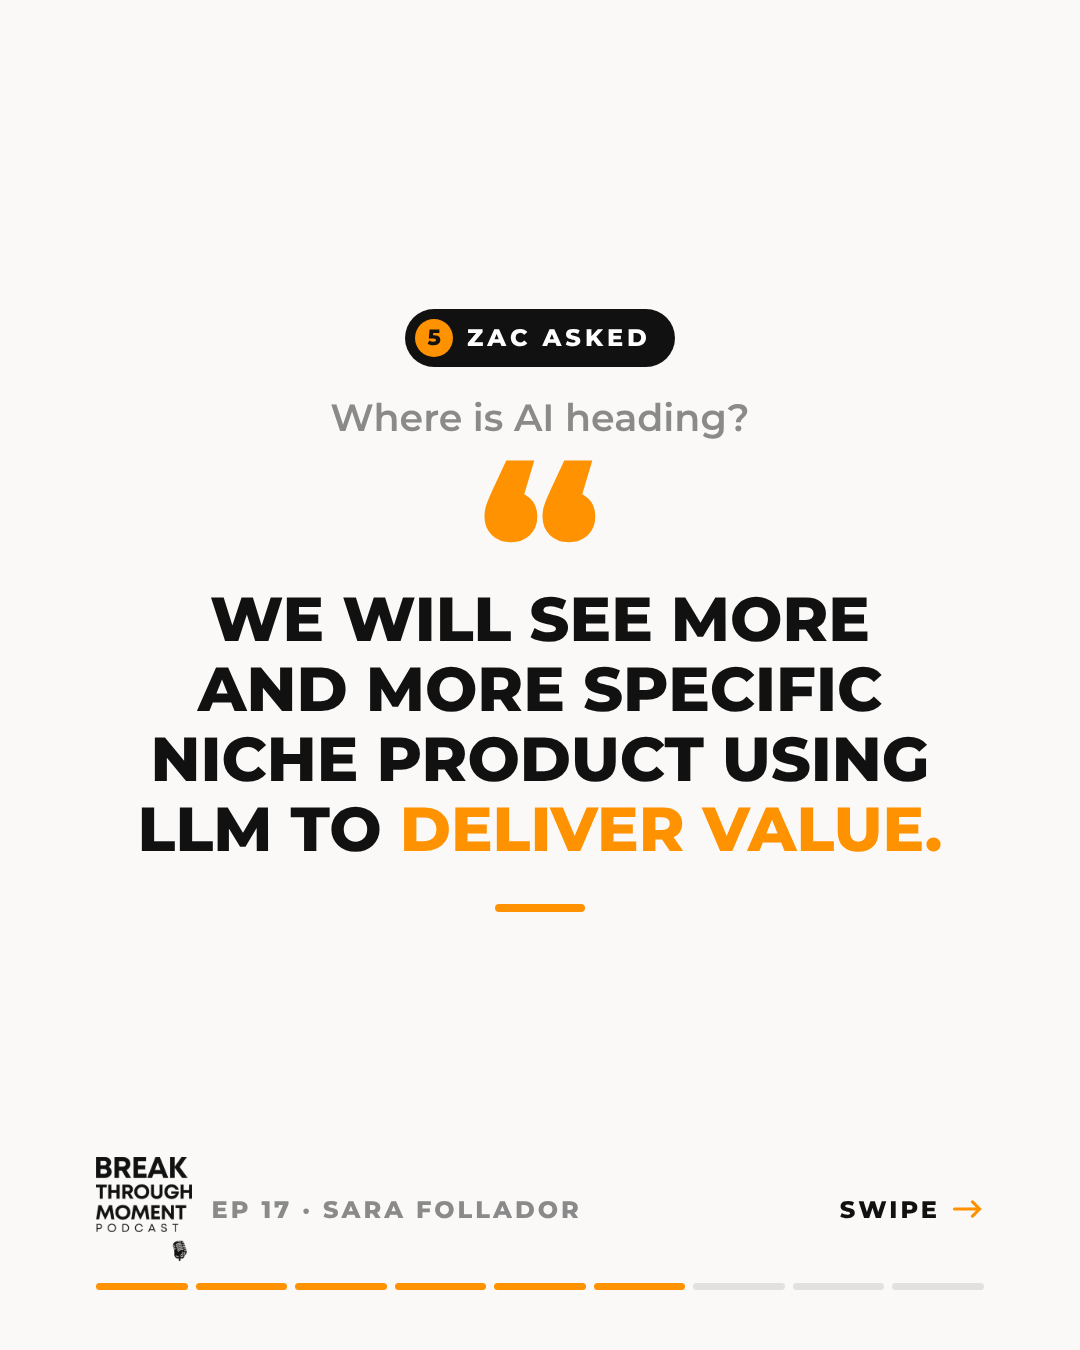 5 ZAC ASKED
Where is AI heading?
“
WE WILL SEE MORE
AND MORE SPECIFIC
NICHE PRODUCT USING
LLM TO DELIVER VALUE.
BREAK
THROUGH
MOMENT
PODCAST
EP 17 · SARA FOLLADOR
SWIPE →